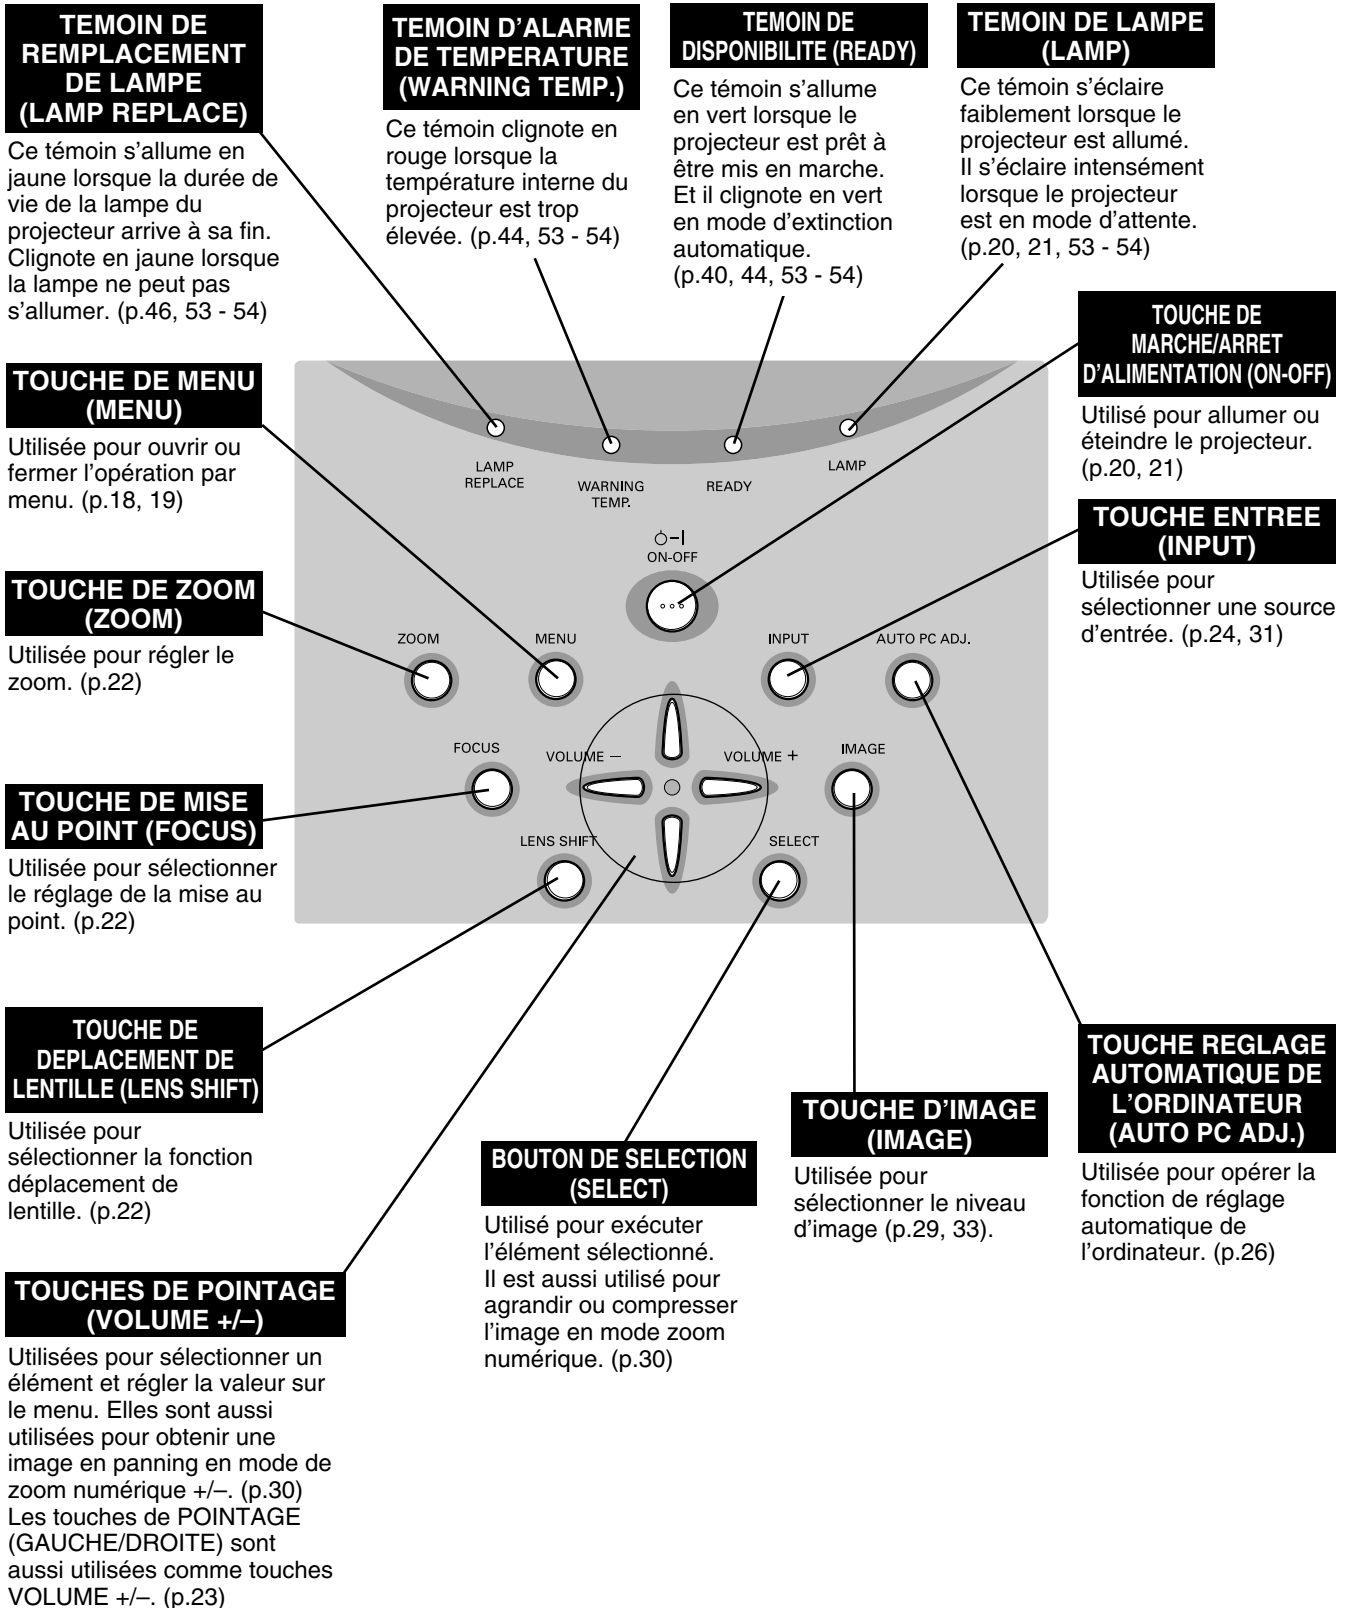 TEMOIN DE
REMPLACEMENT
DE LAMPE
(LAMP REPLACE)
Ce témoin s’allume en
jaune lorsque la durée de
vie de la lampe du
projecteur arrive à sa fin.
Clignote en jaune lorsque
la lampe ne peut pas
s’allumer. (p.46, 53 - 54)
TEMOIN D’ALARME
DE TEMPERATURE
(WARNING TEMP.)
Ce témoin clignote en
rouge lorsque la
température interne du
projecteur est trop
élevée. (p.44, 53 - 54)
TEMOIN DE
DISPONIBILITE (READY)
Ce témoin s’allume
en vert lorsque le
projecteur est prêt à
être mis en marche.
Et il clignote en vert
en mode d’extinction
automatique.
(p.40, 44, 53 - 54)
TEMOIN DE LAMPE
(LAMP)
Ce témoin s’éclaire
faiblement lorsque le
projecteur est allumé.
Il s’éclaire intensément
lorsque le projecteur
est en mode d’attente.
(p.20, 21, 53 - 54)
TOUCHE DE
MARCHE/ARRET
D’ALIMENTATION (ON-OFF)
Utilisé pour allumer ou
éteindre le projecteur.
(p.20, 21)
TOUCHE DE MENU
(MENU)
Utilisée pour ouvrir ou
fermer l’opération par
menu. (p.18, 19)
TOUCHE ENTREE
(INPUT)
Utilisée pour
sélectionner une source
d’entrée. (p.24, 31)
TOUCHE DE ZOOM
(ZOOM)
Utilisée pour régler le
zoom. (p.22)
LAMP
REPLACE
WARNING
TEMP.
READY
LAMP
ON-OFF
ZOOM
MENU
INPUT
AUTO PC ADJ.
FOCUS
VOLUME –
VOLUME +
IMAGE
LENS SHIFT
SELECT
TOUCHE DE MISE
AU POINT (FOCUS)
Utilisée pour sélectionner
le réglage de la mise au
point. (p.22)
TOUCHE DE
DEPLACEMENT DE
LENTILLE (LENS SHIFT)
Utilisée pour
sélectionner la fonction
déplacement de
lentille. (p.22)
TOUCHES DE POINTAGE
(VOLUME +/–)
Utilisées pour sélectionner un
élément et régler la valeur sur
le menu. Elles sont aussi
utilisées pour obtenir une
image en panning en mode de
zoom numérique +/–. (p.30)
Les touches de POINTAGE
(GAUCHE/DROITE) sont
aussi utilisées comme touches
VOLUME +/–. (p.23)
BOUTON DE SELECTION
(SELECT)
Utilisé pour exécuter
l’élément sélectionné.
Il est aussi utilisé pour
agrandir ou compresser
l’image en mode zoom
numérique. (p.30)
TOUCHE D’IMAGE
(IMAGE)
Utilisée pour
sélectionner le niveau
d’image (p.29, 33).
TOUCHE REGLAGE
AUTOMATIQUE DE
L’ORDINATEUR
(AUTO PC ADJ.)
Utilisée pour opérer la
fonction de réglage
automatique de
l’ordinateur. (p.26)